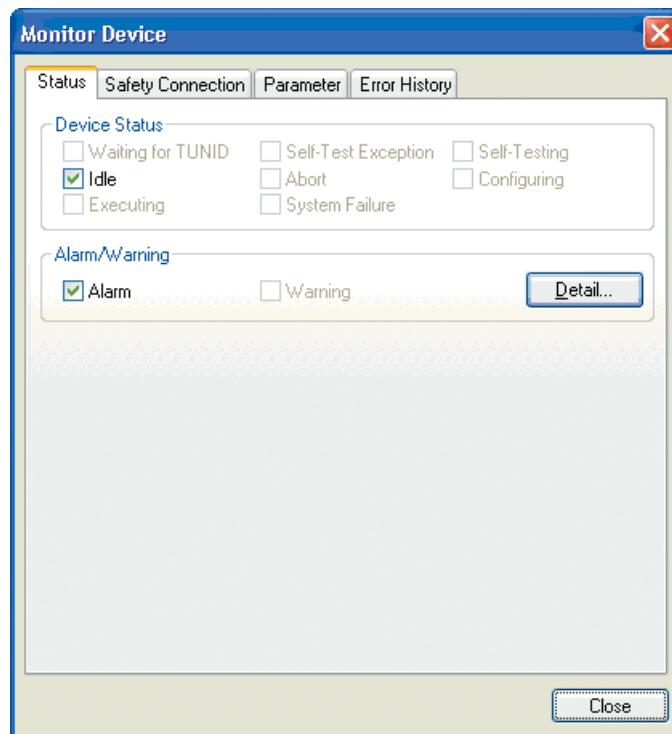 Monitor Device
Status Safety Connection Parameter Error History
Device Status
Waiting for TUNID Self-Test Exception Self-Testing
Idle Abort Configuring
Executing System Failure
Alarm/Warning
Alarm Warning Detail...
Close